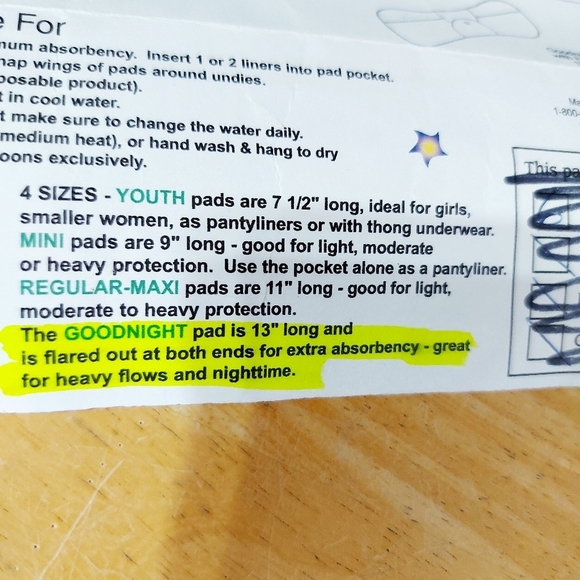 e For
num absorbency. Insert 1 or 2 liners into pad pocket.
nap wings of pads around undies.
posable product).
t in cool water.
t make sure to change the water daily.
medium heat), or hand wash & hang to dry
oons exclusively.
1-800-
This pa
4 SIZES - YOUTH pads are 7 1/2" long, ideal for girls,
smaller women, as pantyliners or with thong underwear.
MINI pads are 9" long - good for light, moderate
or heavy protection. Use the pocket alone as a pantyliner.
REGULAR-MAXI pads are 11" long - good for light,
moderate to heavy protection.
The GOODNIGHT pad is 13" long and
is flared out at both ends for extra absorbency - great
for heavy flows and nighttime.